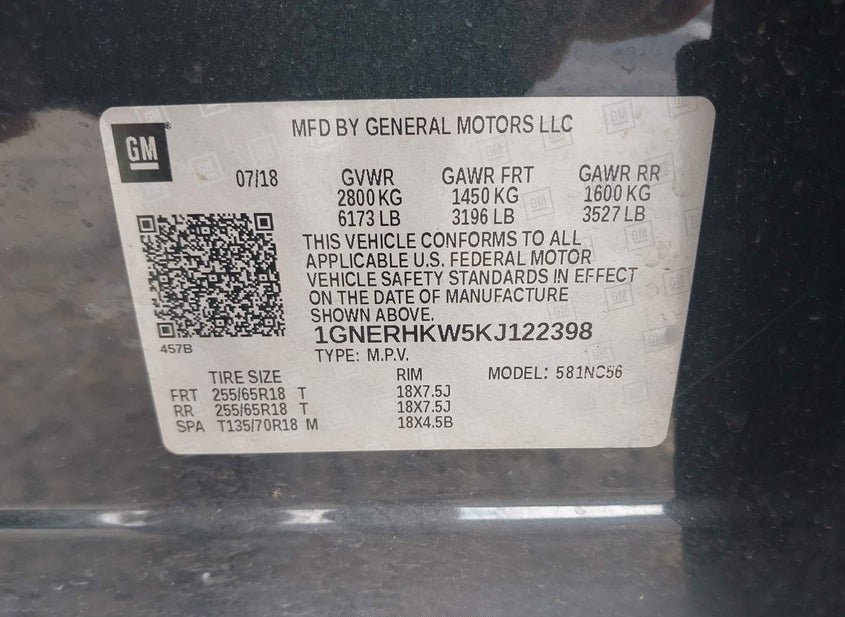 GM
MFD BY GENERAL MOTORS LLC
07/18 GVWR GAWR FRT GAWR RR
2800 KG 1450 KG 1600 KG
6173 LB 3196 LB 3527 LB
THIS VEHICLE CONFORMS TO ALL
APPLICABLE U.S. FEDERAL MOTOR
VEHICLE SAFETY STANDARDS IN EFFECT
ON THE DATE OF MANUFACTURE
SHOWN ABOVE.
457B
1GNERHKW5KJ122398
TYPE: M.P.V.
TIRE SIZE RIM MODEL: 581NC56
FRT 255/65R18 T 18X7.5J
RR 255/65R18 T 18X7.5J
SPA T135/70R18 M 18X4.5B